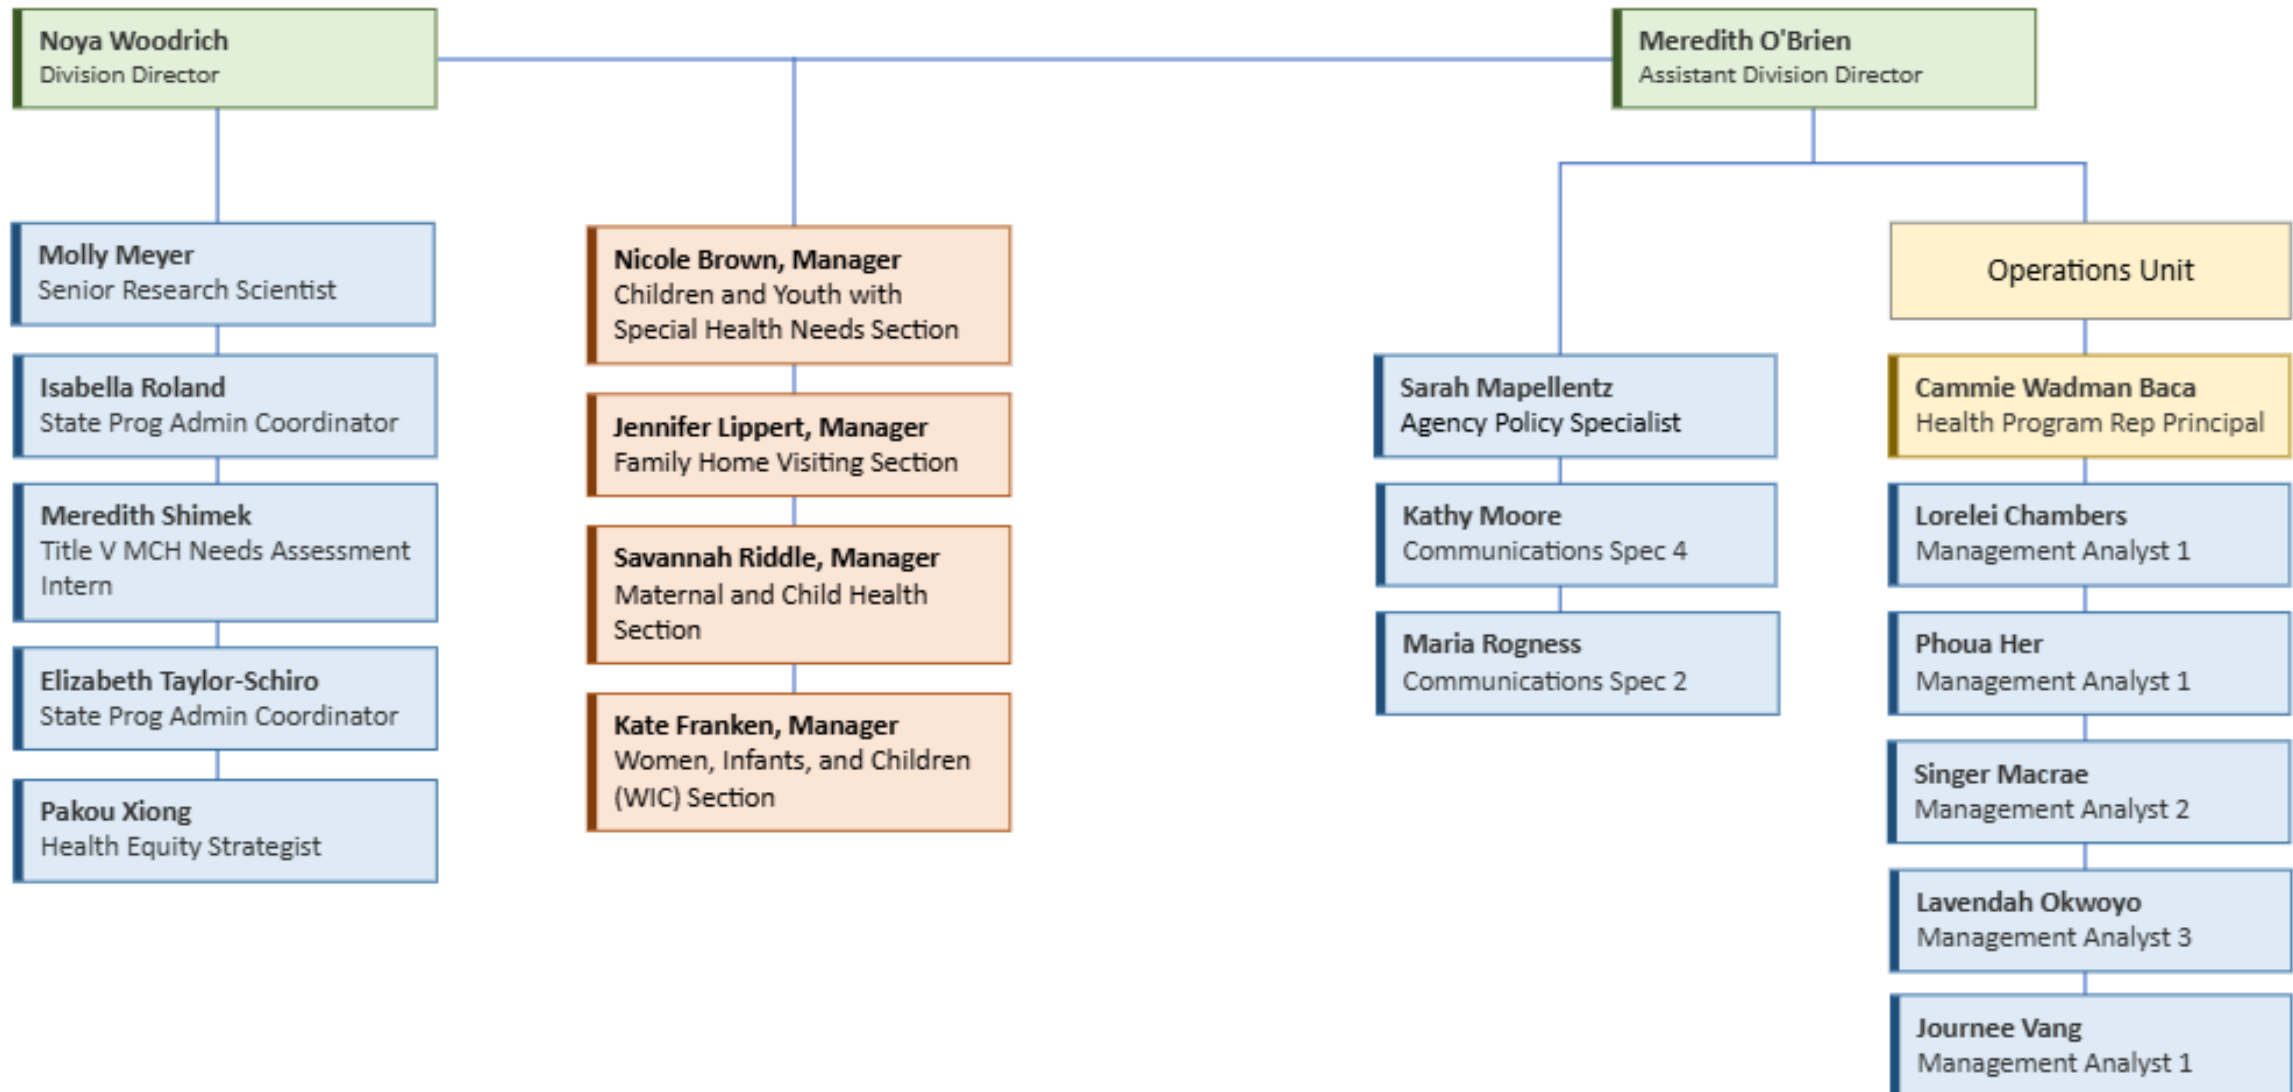 Noya Woodrich
Division Director
Meredith O'Brien
Assistant Division Director
Molly Meyer
Senior Research Scientist
Isabella Roland
State Prog Admin Coordinator
Meredith Shimek
Title V MCH Needs Assessment
Intern
Elizabeth Taylor-Schiro
State Prog Admin Coordinator
Pakou Xiong
Health Equity Strategist
Nicole Brown, Manager
Children and Youth with
Special Health Needs Section
Jennifer Lippert, Manager
Family Home Visiting Section
Savannah Riddle, Manager
Maternal and Child Health
Section
Kate Franken, Manager
Women, Infants, and Children
(WIC) Section
Sarah Mapellentz
Agency Policy Specialist
Kathy Moore
Communications Spec 4
Maria Rogness
Communications Spec 2
Operations Unit
Cammie Wadman Baca
Health Program Rep Principal
Lorelei Chambers
Management Analyst 1
Phoua Her
Management Analyst 1
Singer Macrae
Management Analyst 2
Lavendah Okwoyo
Management Analyst 3
Journee Vang
Management Analyst 1